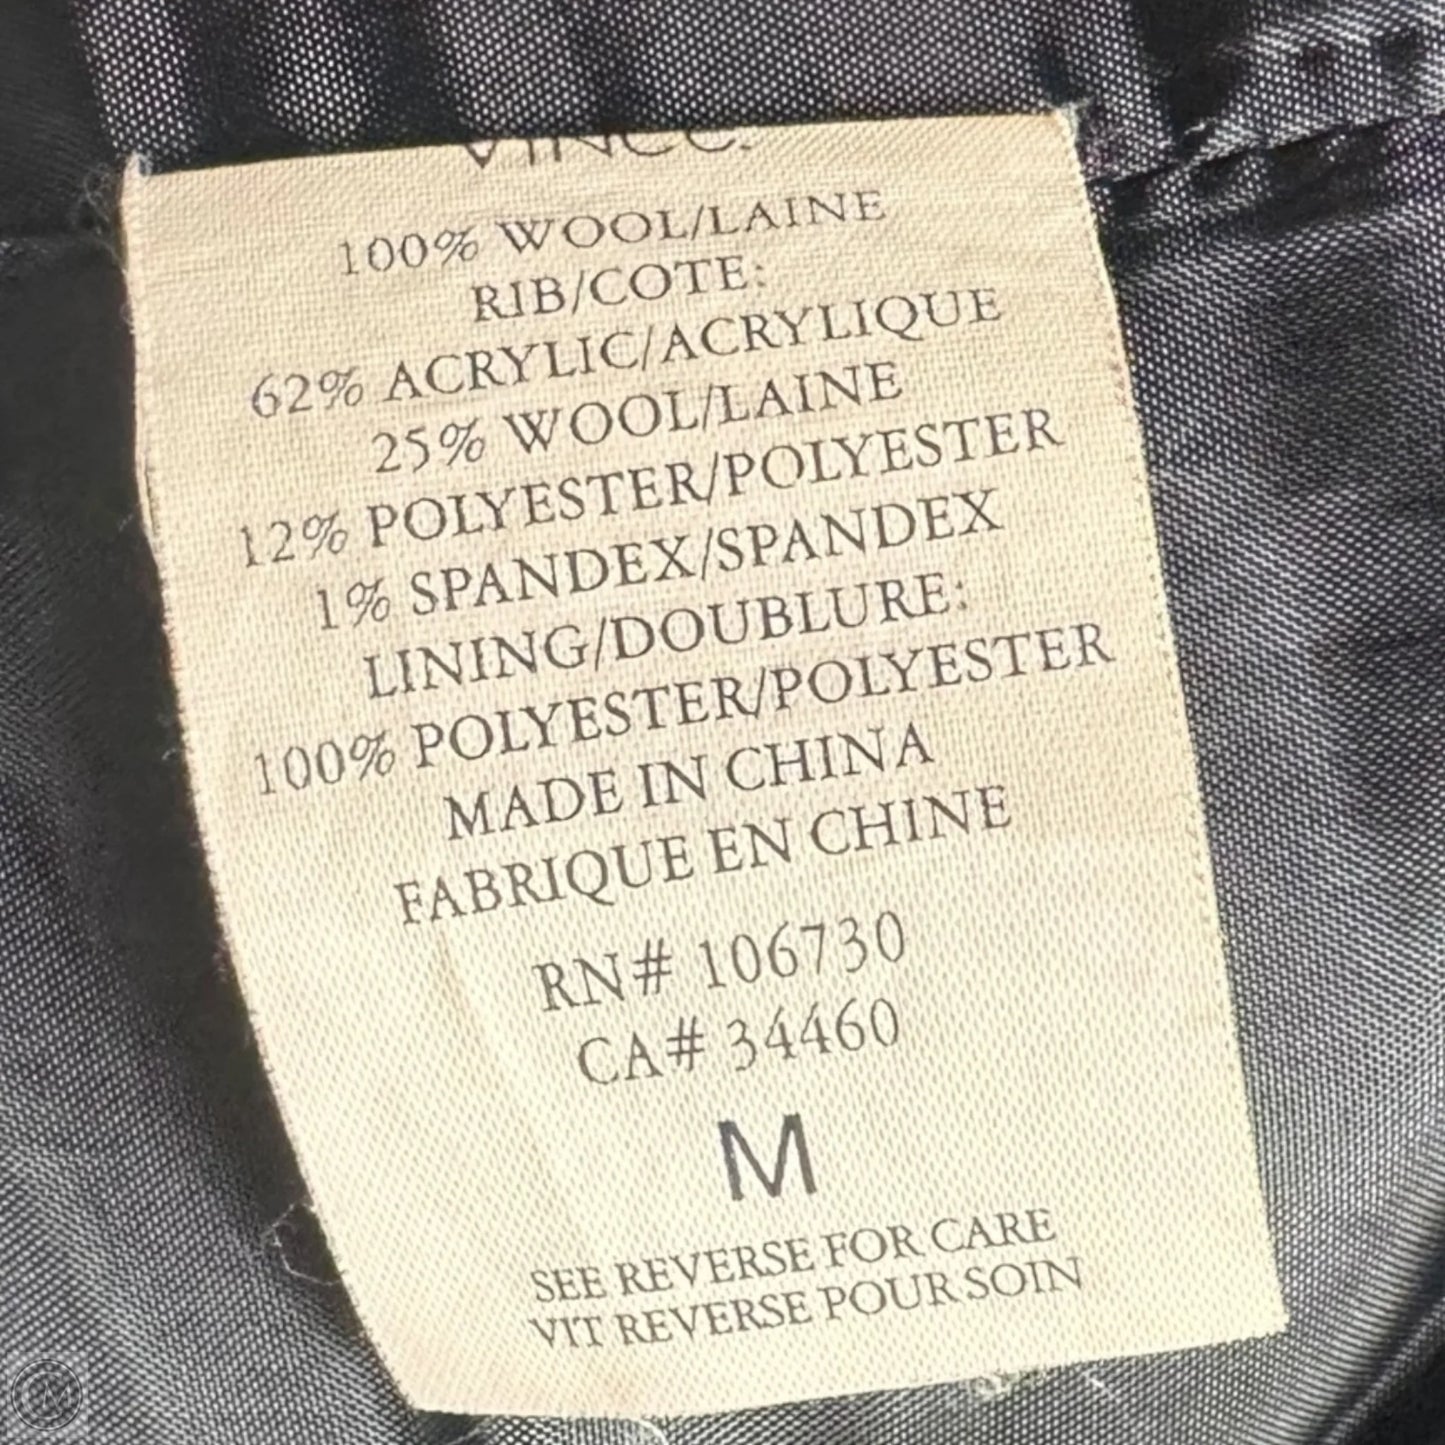 VINCE.
100% WOOL/LAINE
RIB/COTE:
62% ACRYLIC/ACRYLIQUE
25% WOOL/LAINE
12% POLYESTER/POLYESTER
1% SPANDEX/SPANDEX
LINING/DOUBLURE:
100% POLYESTER/POLYESTER
MADE IN CHINA
FABRIQUE EN CHINE
RN# 106730
CA# 34460
M
SEE REVERSE FOR CARE
VIT REVERSE POUR SOIN